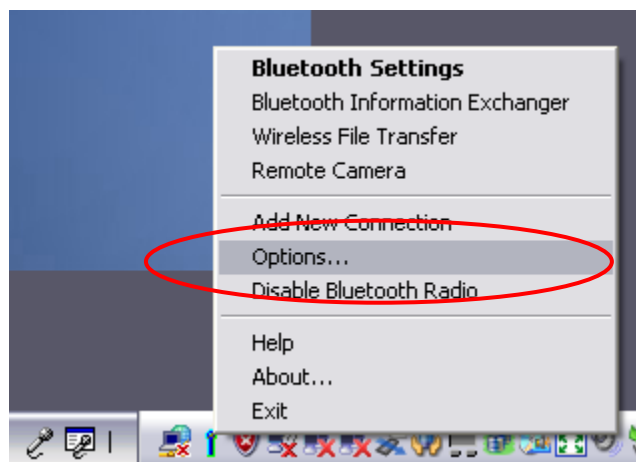 Bluetooth Settings
Bluetooth Information Exchanger
Wireless File Transfer
Remote Camera
Add New Connection
Options...
Disable Bluetooth Radio
Help
About...
Exit